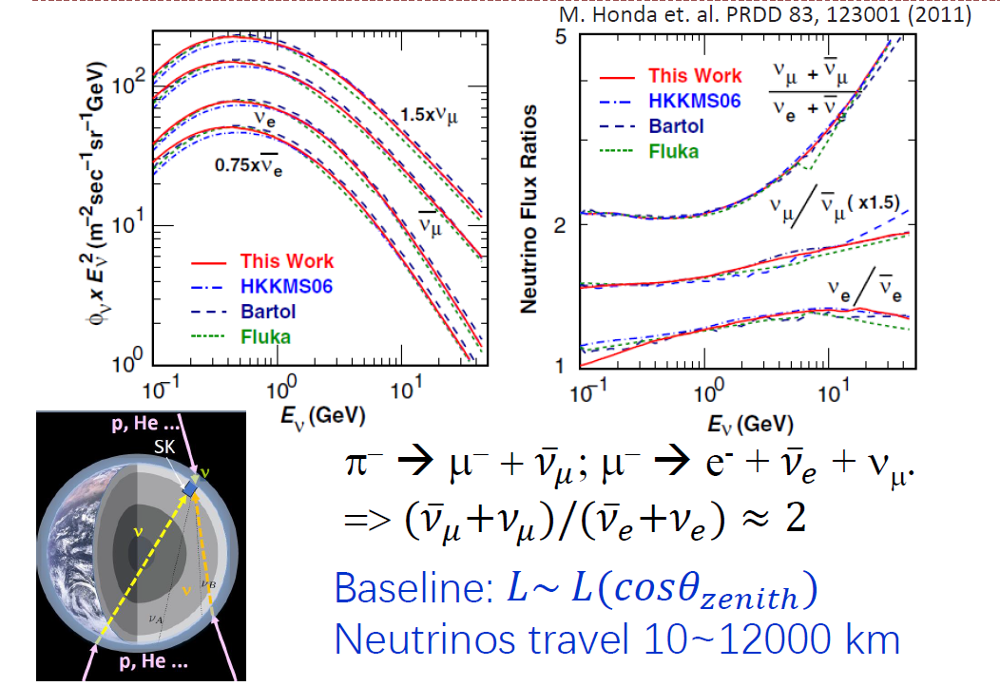 M. Honda et. al. PRDD 83, 123001 (2011)
10²
10¹
10⁰
ϕν x Eν² (m⁻²sec⁻¹sr⁻¹GeV)
1.5xνμ
νe
0.75xν̄e
ν̄μ
This Work
HKKMS06
Bartol
Fluka
10⁻¹ 10⁰ 10¹
Eν (GeV)
5
2
1
Neutrino Flux Ratios
This Work
HKKMS06
Bartol
Fluka
νμ + ν̄μ
νe + ν̄e
νμ / ν̄μ ( x1.5)
νe / ν̄e
10⁻¹ 10⁰ 10¹
Eν (GeV)
p, He ...
SK
ν
ν
ν
νB
νA
p, He ...
π⁻ → μ⁻ + ν̄μ; μ⁻ → e⁻ + ν̄e + νμ.
=> (ν̄μ+νμ)/(ν̄e+νe) ≈ 2
Baseline: L~ L(cosθzenith)
Neutrinos travel 10~12000 km